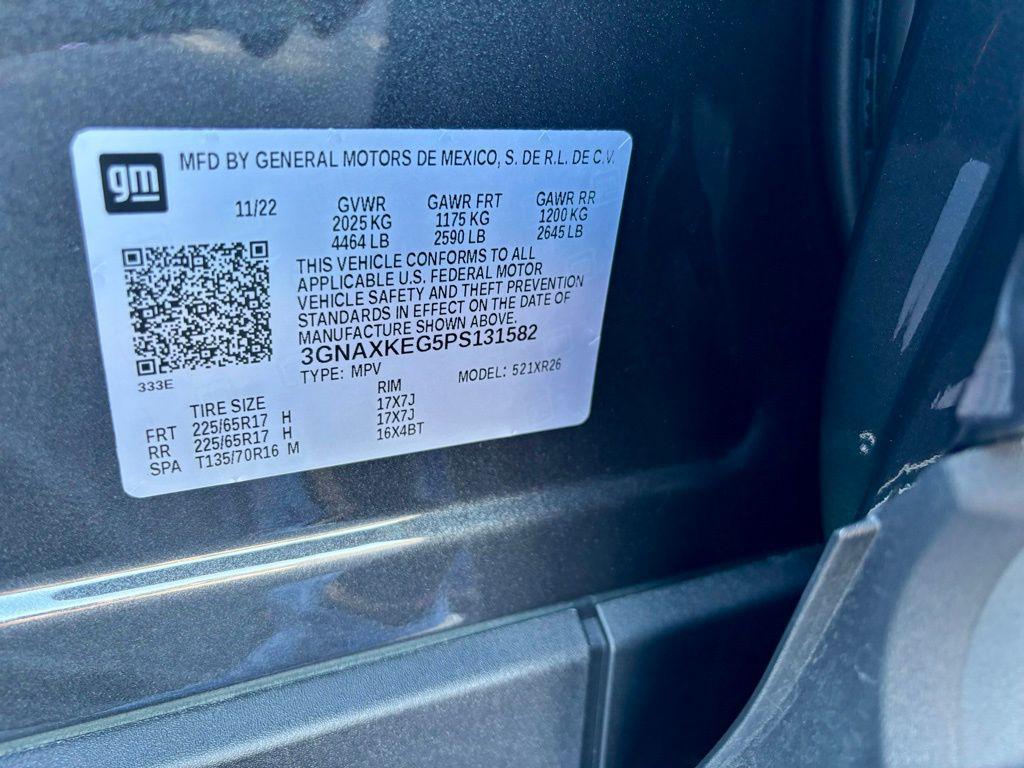 gm
MFD BY GENERAL MOTORS DE MEXICO, S. DE R.L. DE C.V.
11/22 GVWR GAWR FRT GAWR RR
2025 KG 1175 KG 1200 KG
4464 LB 2590 LB 2645 LB
THIS VEHICLE CONFORMS TO ALL
APPLICABLE U.S. FEDERAL MOTOR
VEHICLE SAFETY AND THEFT PREVENTION
STANDARDS IN EFFECT ON THE DATE OF
MANUFACTURE SHOWN ABOVE.
3GNAXKEG5PS131582
333E
TYPE: MPV MODEL: 521XR26
TIRE SIZE RIM
FRT 225/65R17 H 17X7J
RR 225/65R17 H 17X7J
SPA T135/70R16 M 16X4BT